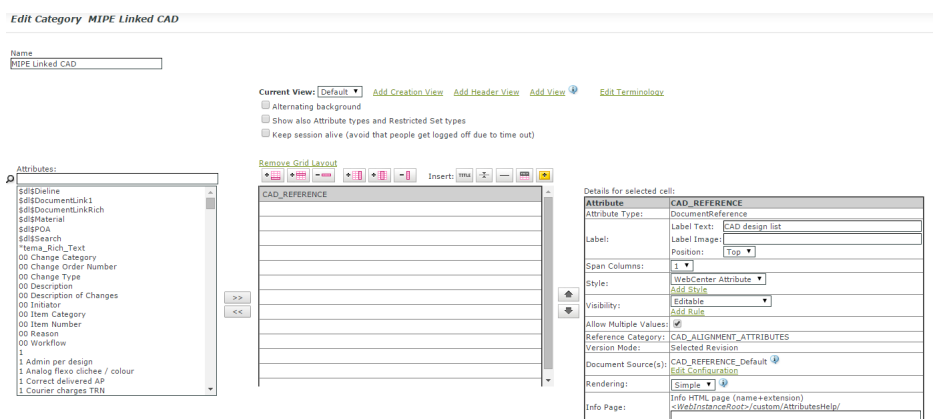 Edit Category MIPE Linked CAD
Name
MIPE Linked CAD
Current View: Default Add Creation View Add Header View Add View Edit Terminology
Alternating background
Show also Attribute types and Restricted Set types
Keep session alive (avoid that people get logged off due to time out)
Attributes:
$dl$Dieline
$dl$DocumentLink1
$dl$DocumentLinkRich
$dl$Material
$dl$POA
$dl$Search
*tema_Rich_Text
00 Change Category
00 Change Order Number
00 Change Type
00 Description
00 Description of Changes
00 Initiator
00 Item Category
00 Item Number
00 Reason
00 Workflow
1
1 Admin per design
1 Analog flexo clichee / colour
1 Correct delivered AP
1 Courier charges TRN
>>
<<
Remove Grid Layout
Insert: TITLE
CAD_REFERENCE
Details for selected cell:
Attribute CAD_REFERENCE
Attribute Type: DocumentReference
Label: Label Text: CAD design list
Label Image:
Position: Top
Span Columns: 1
Style: WebCenter Attribute
Add Style
Visibility: Editable
Add Rule
Allow Multiple Values:
Reference Category: CAD_ALIGNMENT_ATTRIBUTES
Version Mode: Selected Revision
Document Source(s): CAD_REFERENCE_Default
Edit Configuration
Rendering: Simple
Info Page: Info HTML page (name+extension)
<WebInstanceRoot>/custom/AttributesHelp/